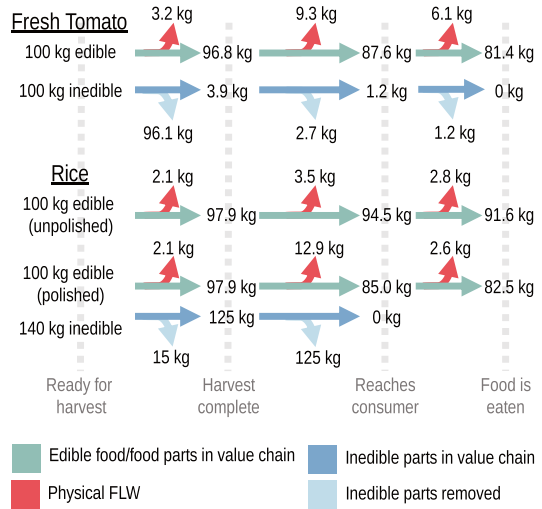 3.2 kg 9.3 kg 6.1 kg
Fresh Tomato
100 kg edible 96.8 kg 87.6 kg 81.4 kg
100 kg inedible 3.9 kg 1.2 kg 0 kg
96.1 kg 2.7 kg 1.2 kg
Rice 2.1 kg 3.5 kg 2.8 kg
100 kg edible
(unpolished) 97.9 kg 94.5 kg 91.6 kg
2.1 kg 12.9 kg 2.6 kg
100 kg edible
(polished) 97.9 kg 85.0 kg 82.5 kg
140 kg inedible 125 kg 0 kg
15 kg 125 kg
Ready for Harvest Reaches Food is
harvest complete consumer eaten
Edible food/food parts in value chain Inedible parts in value chain
Physical FLW Inedible parts removed